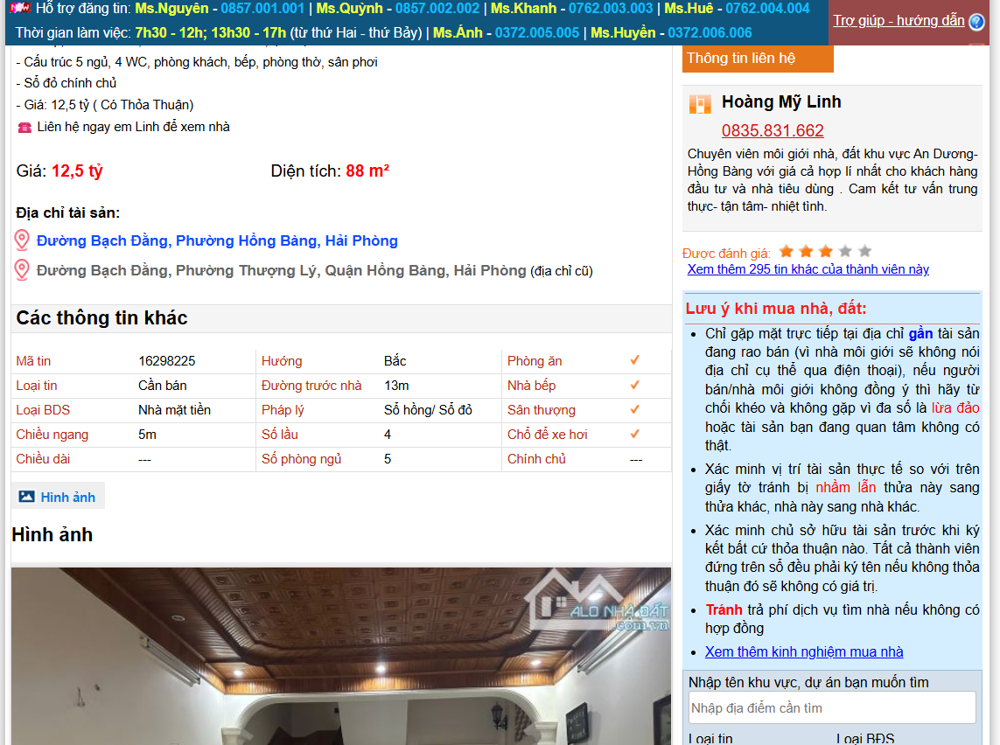 Hỗ trợ đăng tin: Ms.Nguyên - 0857.001.001 | Ms.Quỳnh - 0857.002.002 | Ms.Khanh - 0762.003.003 | Ms.Huê - 0762.004.004
Thời gian làm việc: 7h30 - 12h; 13h30 - 17h (từ thứ Hai - thứ Bảy) | Ms.Ánh - 0372.005.005 | Ms.Huyền - 0372.006.006
Trợ giúp - hướng dẫn
- Cấu trúc 5 ngủ, 4 WC, phòng khách, bếp, phòng thờ, sân phơi
- Sổ đỏ chính chủ
- Giá: 12,5 tỷ ( Có Thỏa Thuận)
Liên hệ ngay em Linh để xem nhà
Giá: 12,5 tỷ Diện tích: 88 m²
Địa chỉ tài sản:
Đường Bạch Đằng, Phường Hồng Bàng, Hải Phòng
Đường Bạch Đằng, Phường Thượng Lý, Quận Hồng Bàng, Hải Phòng (địa chỉ cũ)
Các thông tin khác
Mã tin 16298225 Hướng Bắc Phòng ăn ✓
Loại tin Cần bán Đường trước nhà 13m Nhà bếp ✓
Loại BDS Nhà mặt tiền Pháp lý Sổ hồng/ Sổ đỏ Sân thượng ✓
Chiều ngang 5m Số lầu 4 Chổ để xe hơi ✓
Chiều dài --- Số phòng ngủ 5 Chính chủ ---
Hình ảnh
Hình ảnh
ALO NHÀ ĐẤT
.com.vn
Thông tin liên hệ
Hoàng Mỹ Linh
0835.831.662
Chuyên viên môi giới nhà, đất khu vực An Dương-
Hồng Bàng với giá cả hợp lí nhất cho khách hàng
đầu tư và nhà tiêu dùng . Cam kết tư vấn trung
thực- tận tâm- nhiệt tình.
Được đánh giá:
Xem thêm 295 tin khác của thành viên này
Lưu ý khi mua nhà, đất:
• Chỉ gặp mặt trực tiếp tại địa chỉ gần tài sản
đang rao bán (vì nhà môi giới sẽ không nói
địa chỉ cụ thể qua điện thoại), nếu người
bán/nhà môi giới không đồng ý thì hãy từ
chối khéo và không gặp vì đa số là lừa đảo
hoặc tài sản bạn đang quan tâm không có
thật.
• Xác minh vị trí tài sản thực tế so với trên
giấy tờ tránh bị nhầm lẫn thửa này sang
thửa khác, nhà này sang nhà khác.
• Xác minh chủ sở hữu tài sản trước khi ký
kết bất cứ thỏa thuận nào. Tất cả thành viên
đứng trên sổ đều phải ký tên nếu không thỏa
thuận đó sẽ không có giá trị.
• Tránh trả phí dịch vụ tìm nhà nếu không có
hợp đồng
• Xem thêm kinh nghiệm mua nhà
Nhập tên khu vực, dự án bạn muốn tìm
Nhập địa điểm cần tìm
Loại tin Loại BĐS